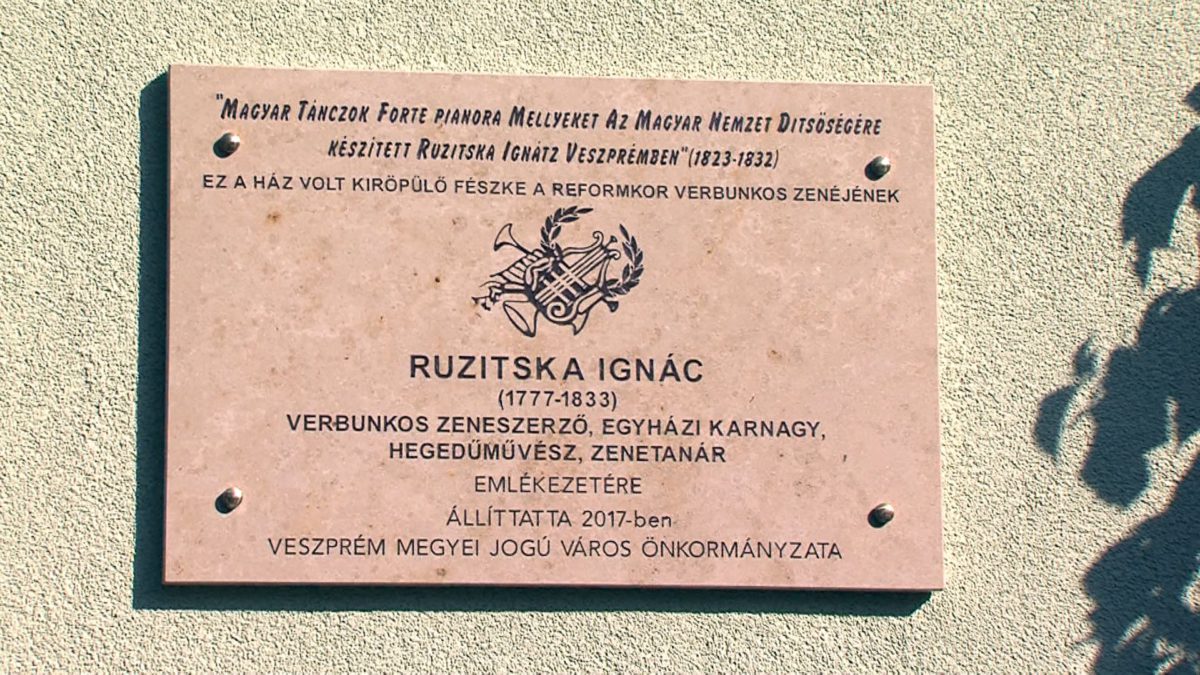 "Magyar Tánczok Forte pianora Mellyeket Az Magyar Nemzet Ditsöségére
készített Ruzitska Ignátz Veszprémben" (1823-1832)
EZ A HÁZ VOLT KIRÖPÜLŐ FÉSZKE A REFORMKOR VERBUNKOS ZENÉJÉNEK
RUZITSKA IGNÁC
(1777-1833)
VERBUNKOS ZENESZERZŐ, EGYHÁZI KARNAGY,
HEGEDŰMŰVÉSZ, ZENETANÁR
EMLÉKEZETÉRE
ÁLLÍTTATTA 2017-ben
VESZPRÉM MEGYEI JOGÚ VÁROS ÖNKORMÁNYZATA